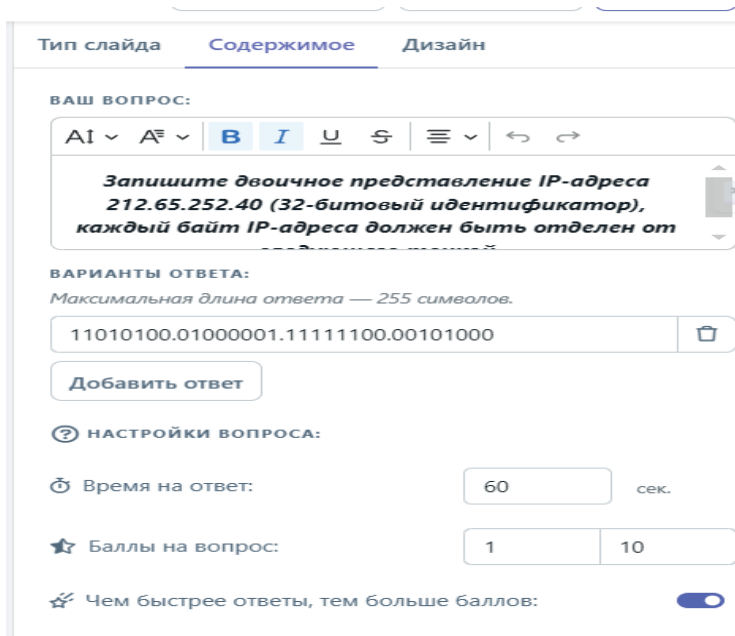 Тип слайда Содержимое Дизайн
ВАШ ВОПРОС:
B I U S
Запишите двоичное представление IP-адреса
212.65.252.40 (32-битовый идентификатор),
каждый байт IP-адреса должен быть отделен от
ВАРИАНТЫ ОТВЕТА:
Максимальная длина ответа — 255 символов.
11010100.01000001.11111100.00101000
Добавить ответ
НАСТРОЙКИ ВОПРОСА:
Время на ответ: 60 сек.
Баллы на вопрос: 1 10
Чем быстрее ответы, тем больше баллов: